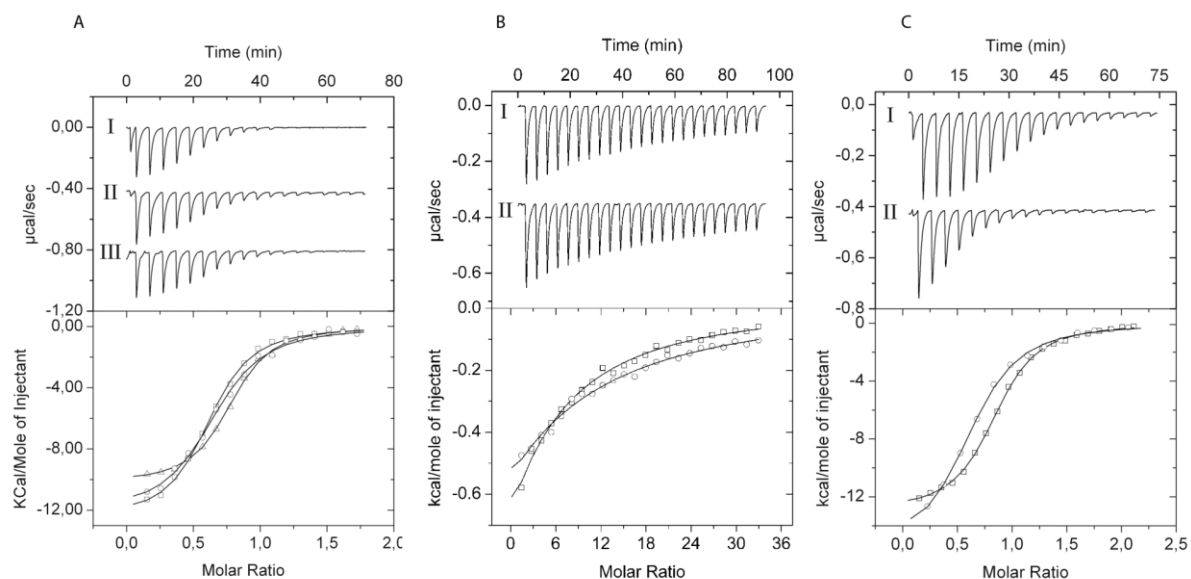 A
Time (min)
0 20 40 60 80
I
II
III
0,00
-0,40
-0,80
-1,20
µcal/sec
0,00
-4,00
-8,00
-12,00
KCal/Mole of Injectant
0,0 0,5 1,0 1,5
Molar Ratio
B
Time (min)
0 20 40 60 80 100
I
II
0.0
-0.2
-0.4
-0.6
µcal/sec
0.0
-0.2
-0.4
-0.6
kcal/mole of injectant
0 6 12 18 24 30 36
Molar Ratio
C
Time (min)
0 15 30 45 60 75
I
II
0,0
-0,2
-0,4
-0,6
-0,8
µcal/sec
0
-4
-8
-12
kcal/mole of injectant
0,0 0,5 1,0 1,5 2,0 2,5
Molar Ratio